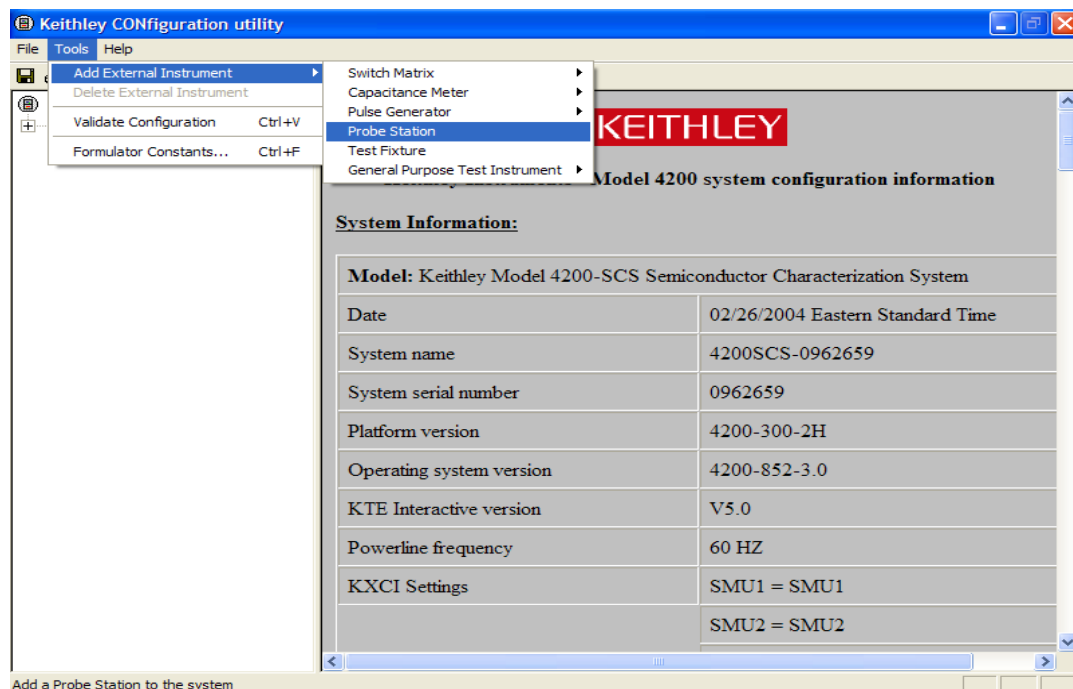 Keithley CONfiguration utility
File Tools Help
Add External Instrument
Delete External Instrument
Validate Configuration Ctrl+V
Formulator Constants... Ctrl+F
Switch Matrix
Capacitance Meter
Pulse Generator
Probe Station
Test Fixture
General Purpose Test Instrument
KEITHLEY
Model 4200 system configuration information
System Information:
Model: Keithley Model 4200-SCS Semiconductor Characterization System
Date 02/26/2004 Eastern Standard Time
System name 4200SCS-0962659
System serial number 0962659
Platform version 4200-300-2H
Operating system version 4200-852-3.0
KTE Interactive version V5.0
Powerline frequency 60 HZ
KXCI Settings SMU1 = SMU1
SMU2 = SMU2
Add a Probe Station to the system